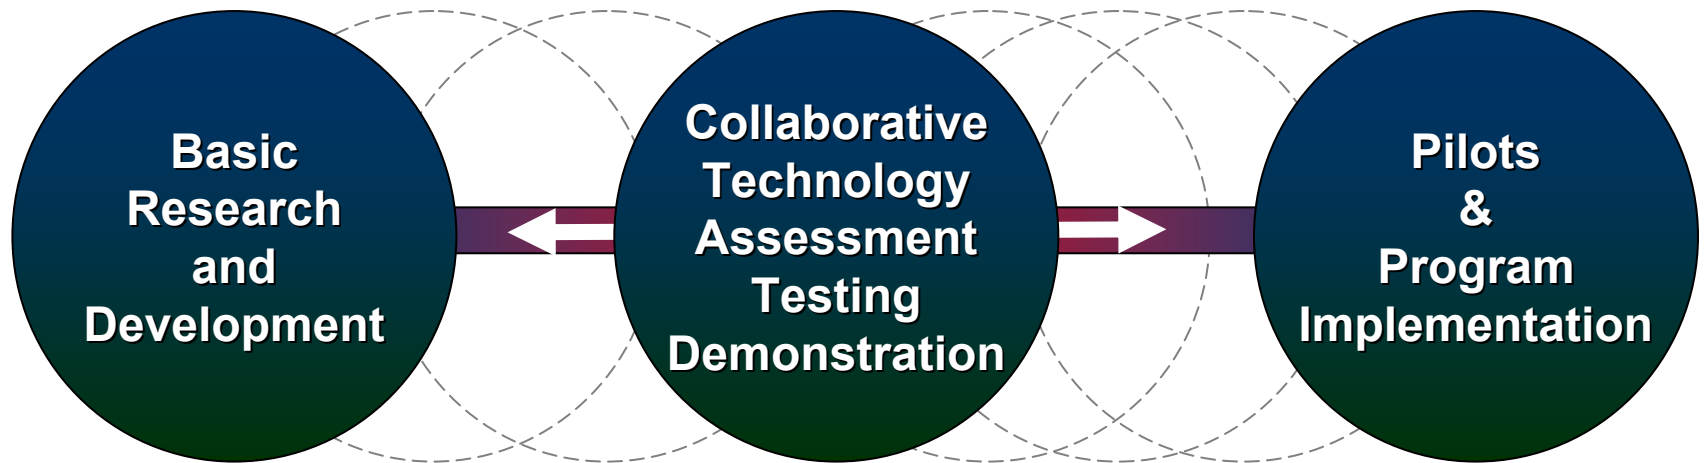 Basic
Research
and
Development
Collaborative
Technology
Assessment
Testing
Demonstration
Pilots
&
Program
Implementation